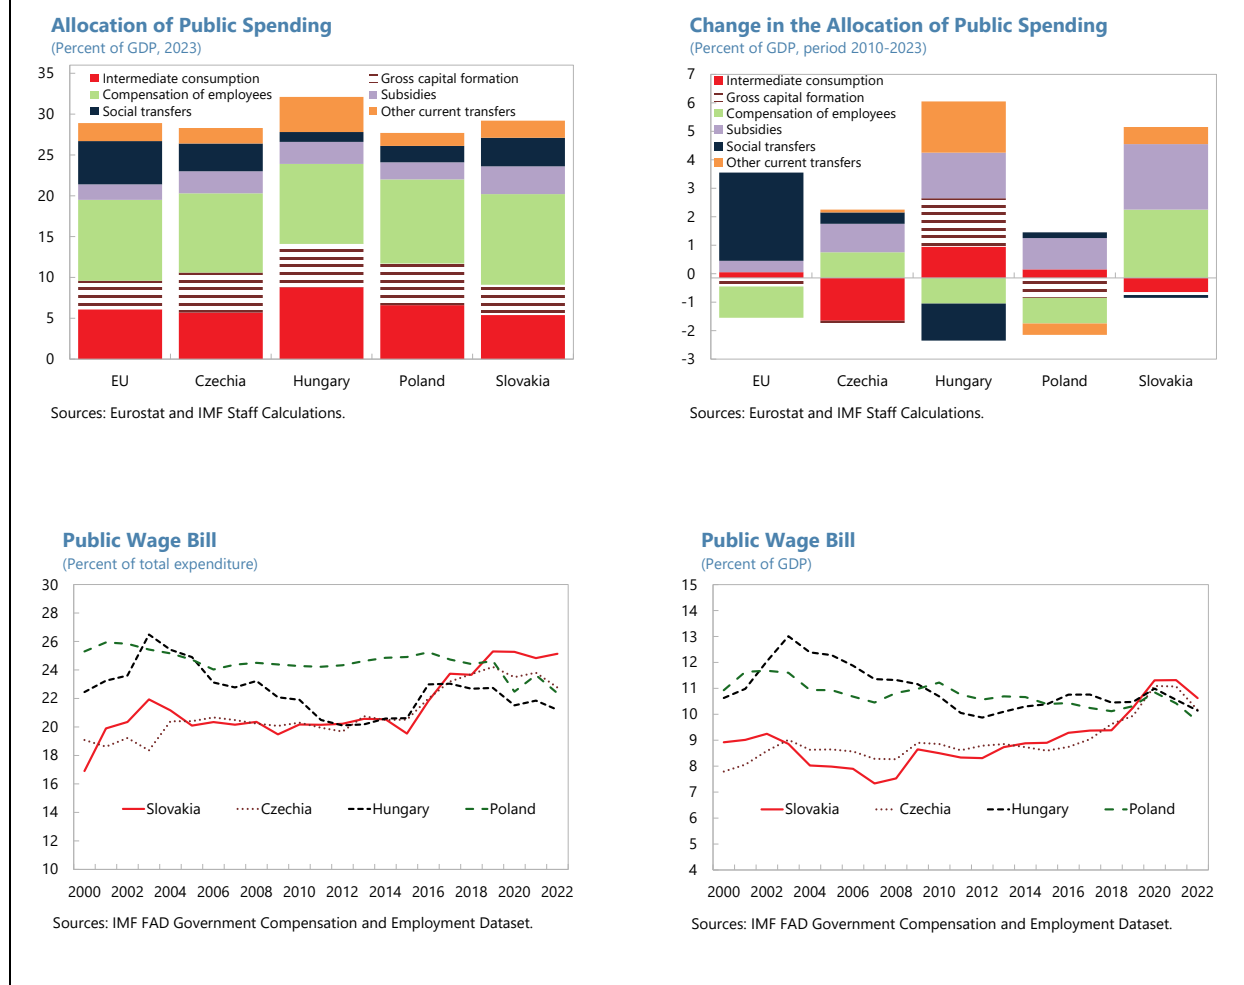 Allocation of Public Spending
(Percent of GDP, 2023)
35
30
25
20
15
10
5
0
Intermediate consumption
Gross capital formation
Compensation of employees
Subsidies
Social transfers
Other current transfers
EU Czechia Hungary Poland Slovakia
Sources: Eurostat and IMF Staff Calculations.
Change in the Allocation of Public Spending
(Percent of GDP, period 2010-2023)
7
6
5
4
3
2
1
0
-1
-2
-3
Intermediate consumption
Gross capital formation
Compensation of employees
Subsidies
Social transfers
Other current transfers
EU Czechia Hungary Poland Slovakia
Sources: Eurostat and IMF Staff Calculations.
Public Wage Bill
(Percent of total expenditure)
30
28
26
24
22
20
18
16
14
12
10
Slovakia Czechia Hungary Poland
2000 2002 2004 2006 2008 2010 2012 2014 2016 2018 2020 2022
Sources: IMF FAD Government Compensation and Employment Dataset.
Public Wage Bill
(Percent of GDP)
15
14
13
12
11
10
9
8
7
6
5
4
Slovakia Czechia Hungary Poland
2000 2002 2004 2006 2008 2010 2012 2014 2016 2018 2020 2022
Sources: IMF FAD Government Compensation and Employment Dataset.